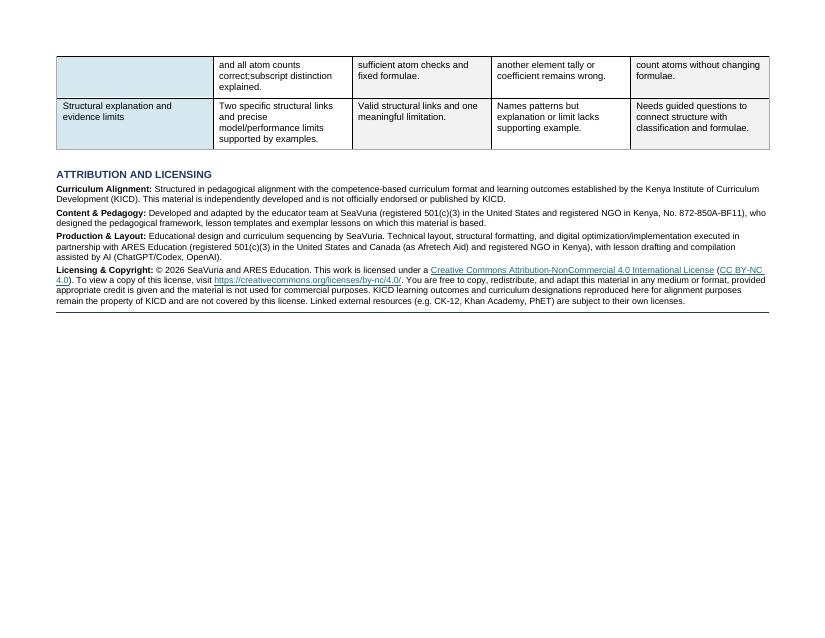 and all atom counts
correct;subscript distinction
explained.
sufficient atom checks and
fixed formulae.
another element tally or
coefficient remains wrong.
count atoms without changing
formulae.
Structural explanation and
evidence limits
Two specific structural links
and precise
model/performance limits
supported by examples.
Valid structural links and one
meaningful limitation.
Names patterns but
explanation or limit lacks
supporting example.
Needs guided questions to
connect structure with
classification and formulae.
ATTRIBUTION AND LICENSING
Curriculum Alignment: Structured in pedagogical alignment with the competence-based curriculum format and learning outcomes established by the Kenya Institute of Curriculum
Development (KICD). This material is independently developed and is not officially endorsed or published by KICD.
Content & Pedagogy: Developed and adapted by the educator team at SeaVuria (registered 501(c)(3) in the United States and registered NGO in Kenya, No. 872-850A-BF11), who
designed the pedagogical framework, lesson templates and exemplar lessons on which this material is based.
Production & Layout: Educational design and curriculum sequencing by SeaVuria. Technical layout, structural formatting, and digital optimization/implementation executed in
partnership with ARES Education (registered 501(c)(3) in the United States and Canada (as Afretech Aid) and registered NGO in Kenya), with lesson drafting and compilation
assisted by AI (ChatGPT/Codex, OpenAI).
Licensing & Copyright: © 2026 SeaVuria and ARES Education. This work is licensed under a Creative Commons Attribution-NonCommercial 4.0 International License (CC BY-NC
4.0). To view a copy of this license, visit https://creativecommons.org/licenses/by-nc/4.0/. You are free to copy, redistribute, and adapt this material in any medium or format, provided
appropriate credit is given and the material is not used for commercial purposes. KICD learning outcomes and curriculum designations reproduced here for alignment purposes
remain the property of KICD and are not covered by this license. Linked external resources (e.g. CK-12, Khan Academy, PhET) are subject to their own licenses.